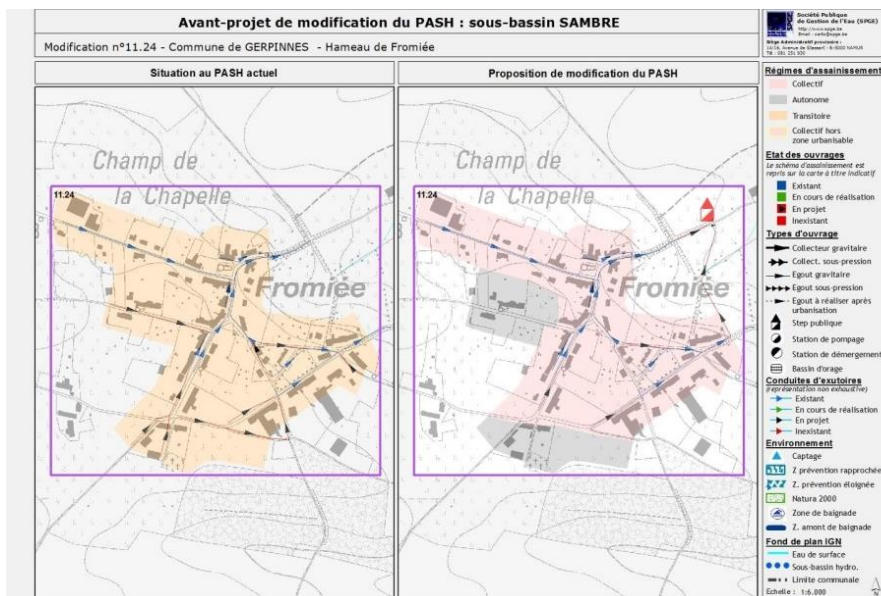 Avant-projet de modification du PASH : sous-bassin SAMBRE
Modification n°11.24 - Commune de GERPINNES - Hameau de Fromiée
Société Publique
de Gestion de l'Eau (SPGE)
Situation au PASH actuel
Proposition de modification du PASH
11.24
Champ de
la Chapelle
Fromiée
11.24
Champ de
la Chapelle
Fromiée
Régimes d'assainissement
Collectif
Autonome
Transitoire
Collectif hors
zone urbanisable
Etat des ouvrages
Le schéma d'assainissement est
repris sur la carte à titre indicatif
Existant
En cours de réalisation
En projet
Inexistant
Types d'ouvrage
Collecteur gravitaire
Collect. sous-pression
Egout gravitaire
Egout sous-pression
Egout à réaliser après
urbanisation
Step publique
Station de pompage
Station de démergement
Bassin d'orage
Conduites d'exutoires
(représentation non exhaustive)
Existant
En cours de réalisation
En projet
Inexistant
Environnement
Captage
Z prévention rapprochée
Z. prévention éloignée
Natura 2000
Zone de baignade
Z. amont de baignade
Fond de plan IGN
Eau de surface
Sous-bassin hydro.
Limite communale
Echelle : 1:6.000